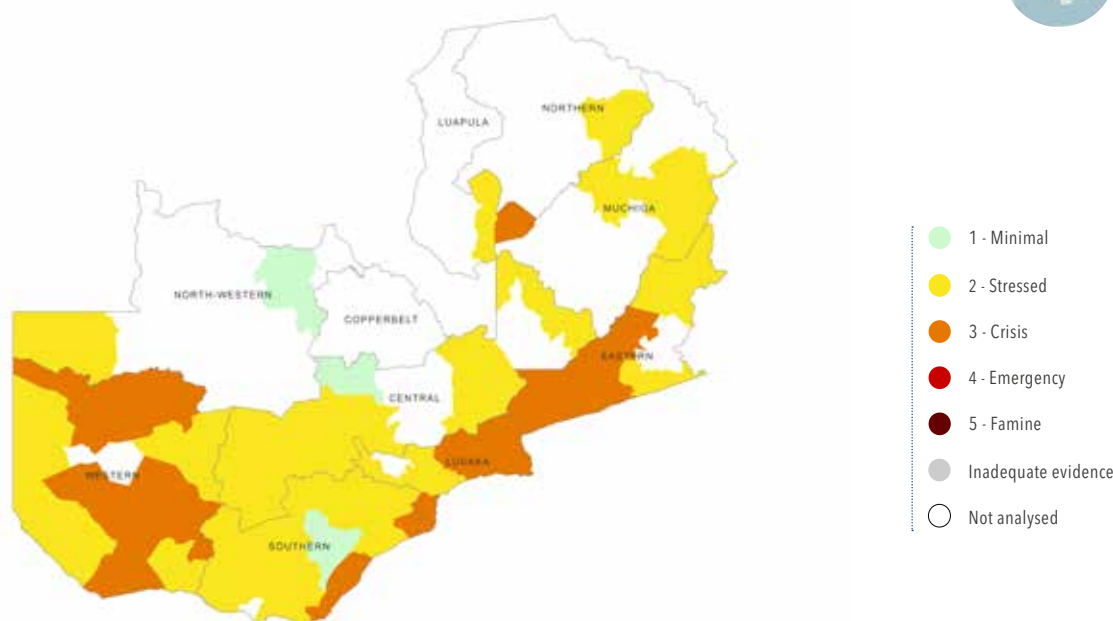 NORTHERN
LUAPULA
MUCHIGA
NORTH-WESTERN
COPPERBELT
EASTERN
CENTRAL
LUSAKA
WESTERN
SOUTHERN
1 - Minimal
2 - Stressed
3 - Crisis
4 - Emergency
5 - Famine
Inadequate evidence
Not analysed